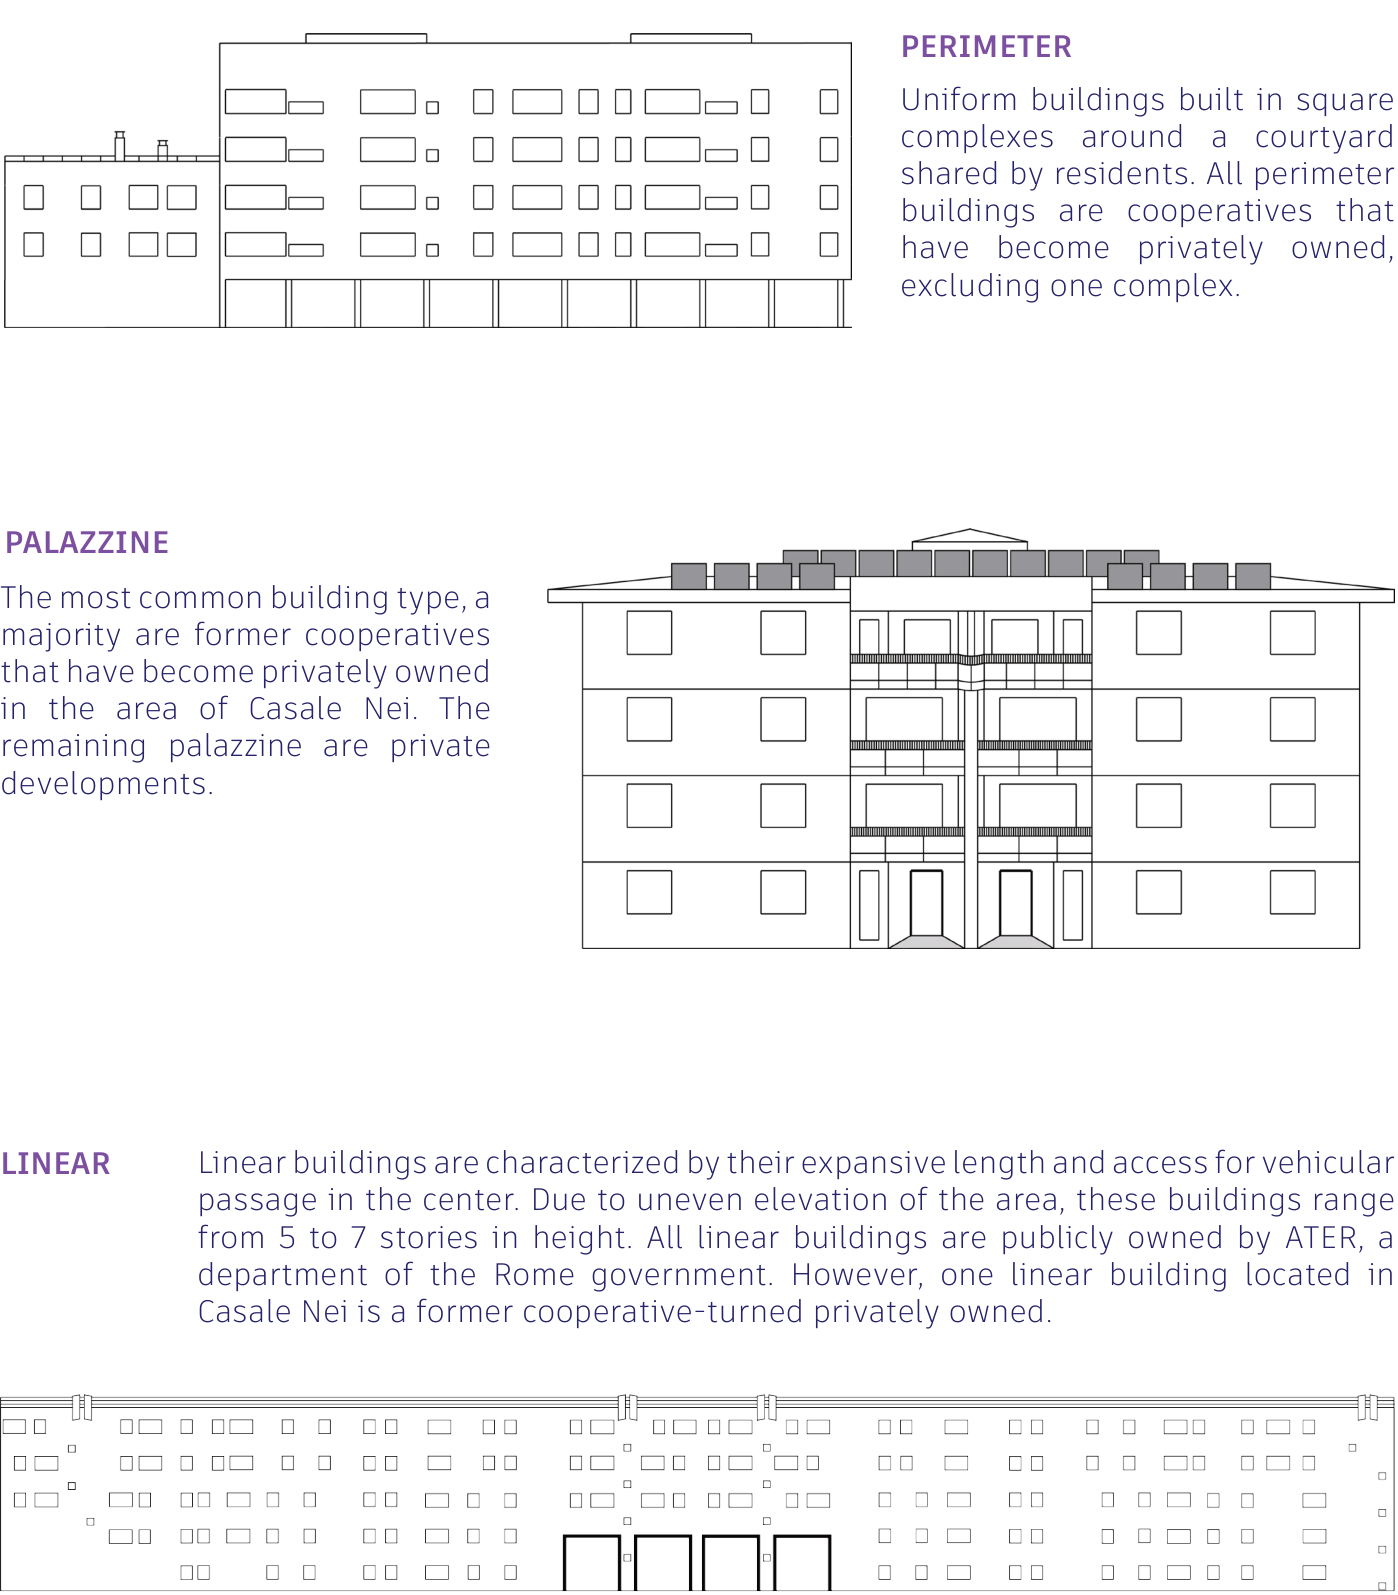 PERIMETER
Uniform buildings built in square
complexes around a courtyard
shared by residents. All perimeter
buildings are cooperatives that
have become privately owned,
excluding one complex.
PALAZZINE
The most common building type, a
majority are former cooperatives
that have become privately owned
in the area of Casale Nei. The
remaining palazzine are private
developments.
LINEAR
Linear buildings are characterized by their expansive length and access for vehicular
passage in the center. Due to uneven elevation of the area, these buildings range
from 5 to 7 stories in height. All linear buildings are publicly owned by ATER, a
department of the Rome government. However, one linear building located in
Casale Nei is a former cooperative-turned privately owned.